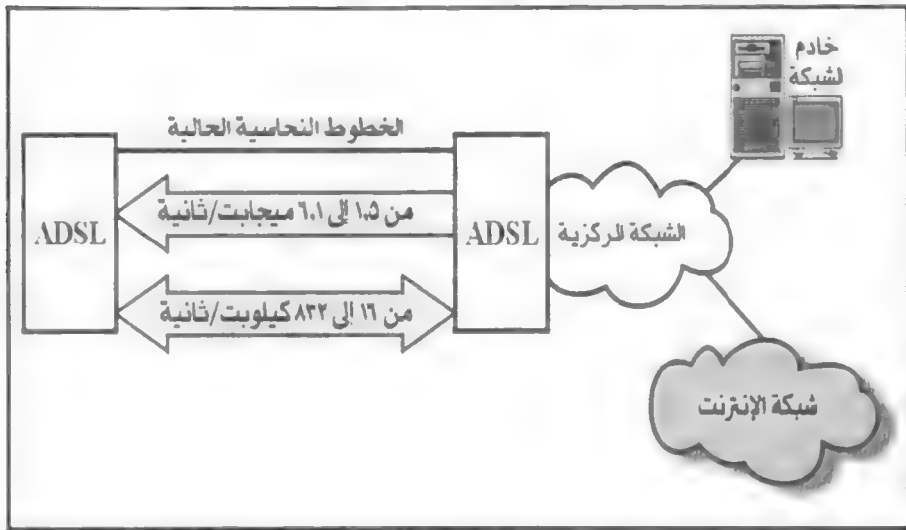 خادم
لشبكة
الخطوط النحاسية الحالية
ADSL
من ١،٥ إلى ٦،١ ميجابت/ثانية
ADSL
الشبكة المركزية
من ١٦ إلى ٨٣٢ كيلوبت/ثانية
شبكة الإنترنت